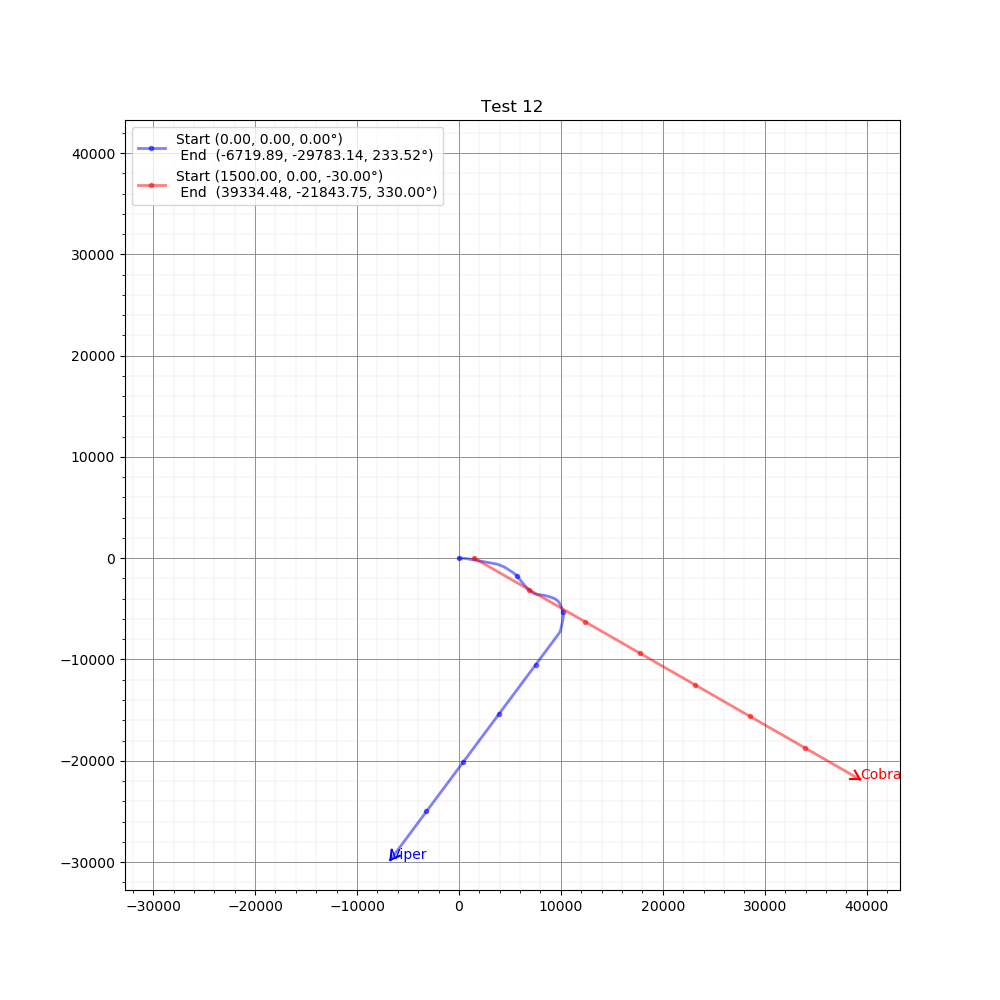 Test 12
Start (0.00, 0.00, 0.00°)
End (-6719.89, -29783.14, 233.52°)
Start (1500.00, 0.00, -30.00°)
End (39334.48, -21843.75, 330.00°)
40000
30000
20000
10000
0
−10000
−20000
−30000
Cobra
Viper
−30000 −20000 −10000 0 10000 20000 30000 40000